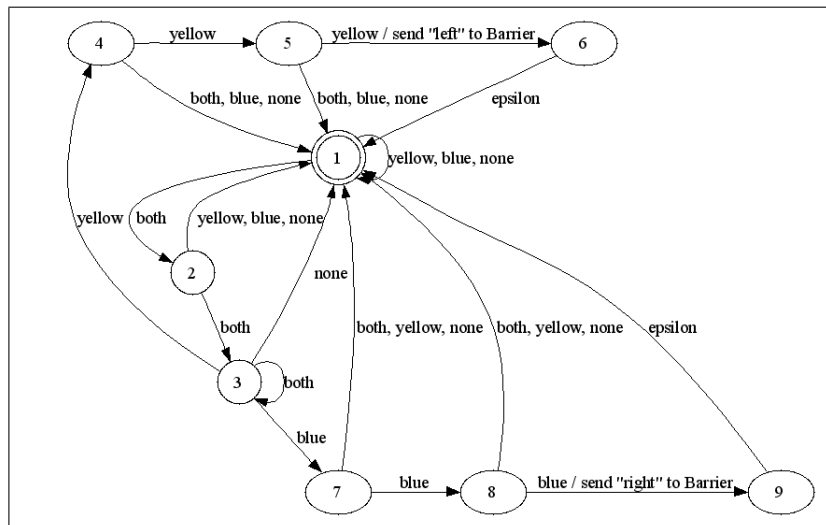 4
yellow
5
yellow / send "left" to Barrier
6
both, blue, none
both, blue, none
epsilon
1
yellow, blue, none
yellow
both
yellow, blue, none
2
none
both
both, yellow, none
both, yellow, none
epsilon
3
both
blue
7
blue
8
blue / send "right" to Barrier
9